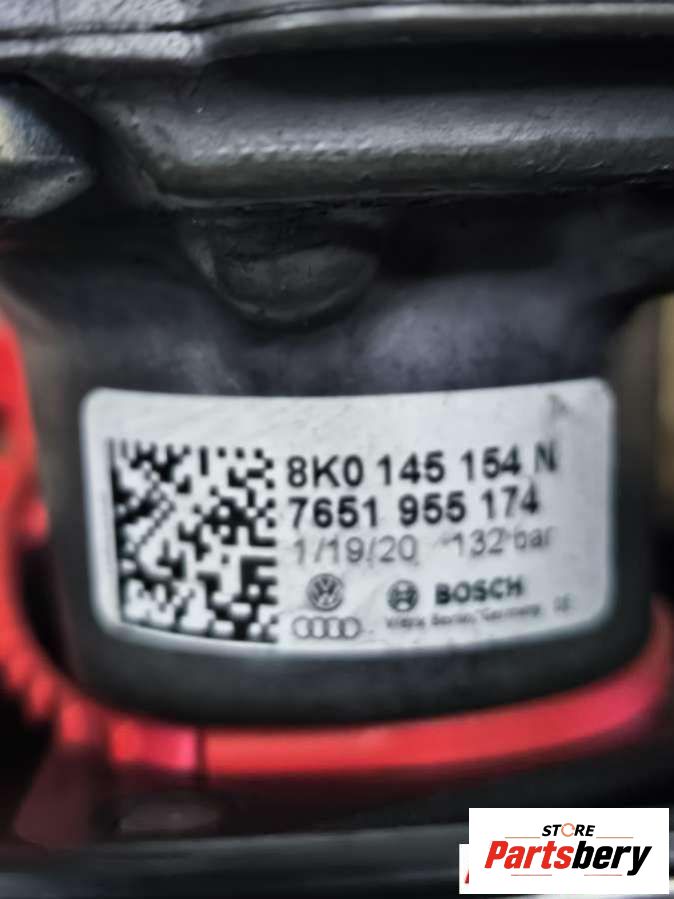 8K0 145 154 N
7651 955 174
1/19/20 132 bar
BOSCH
STORE
Partsbery